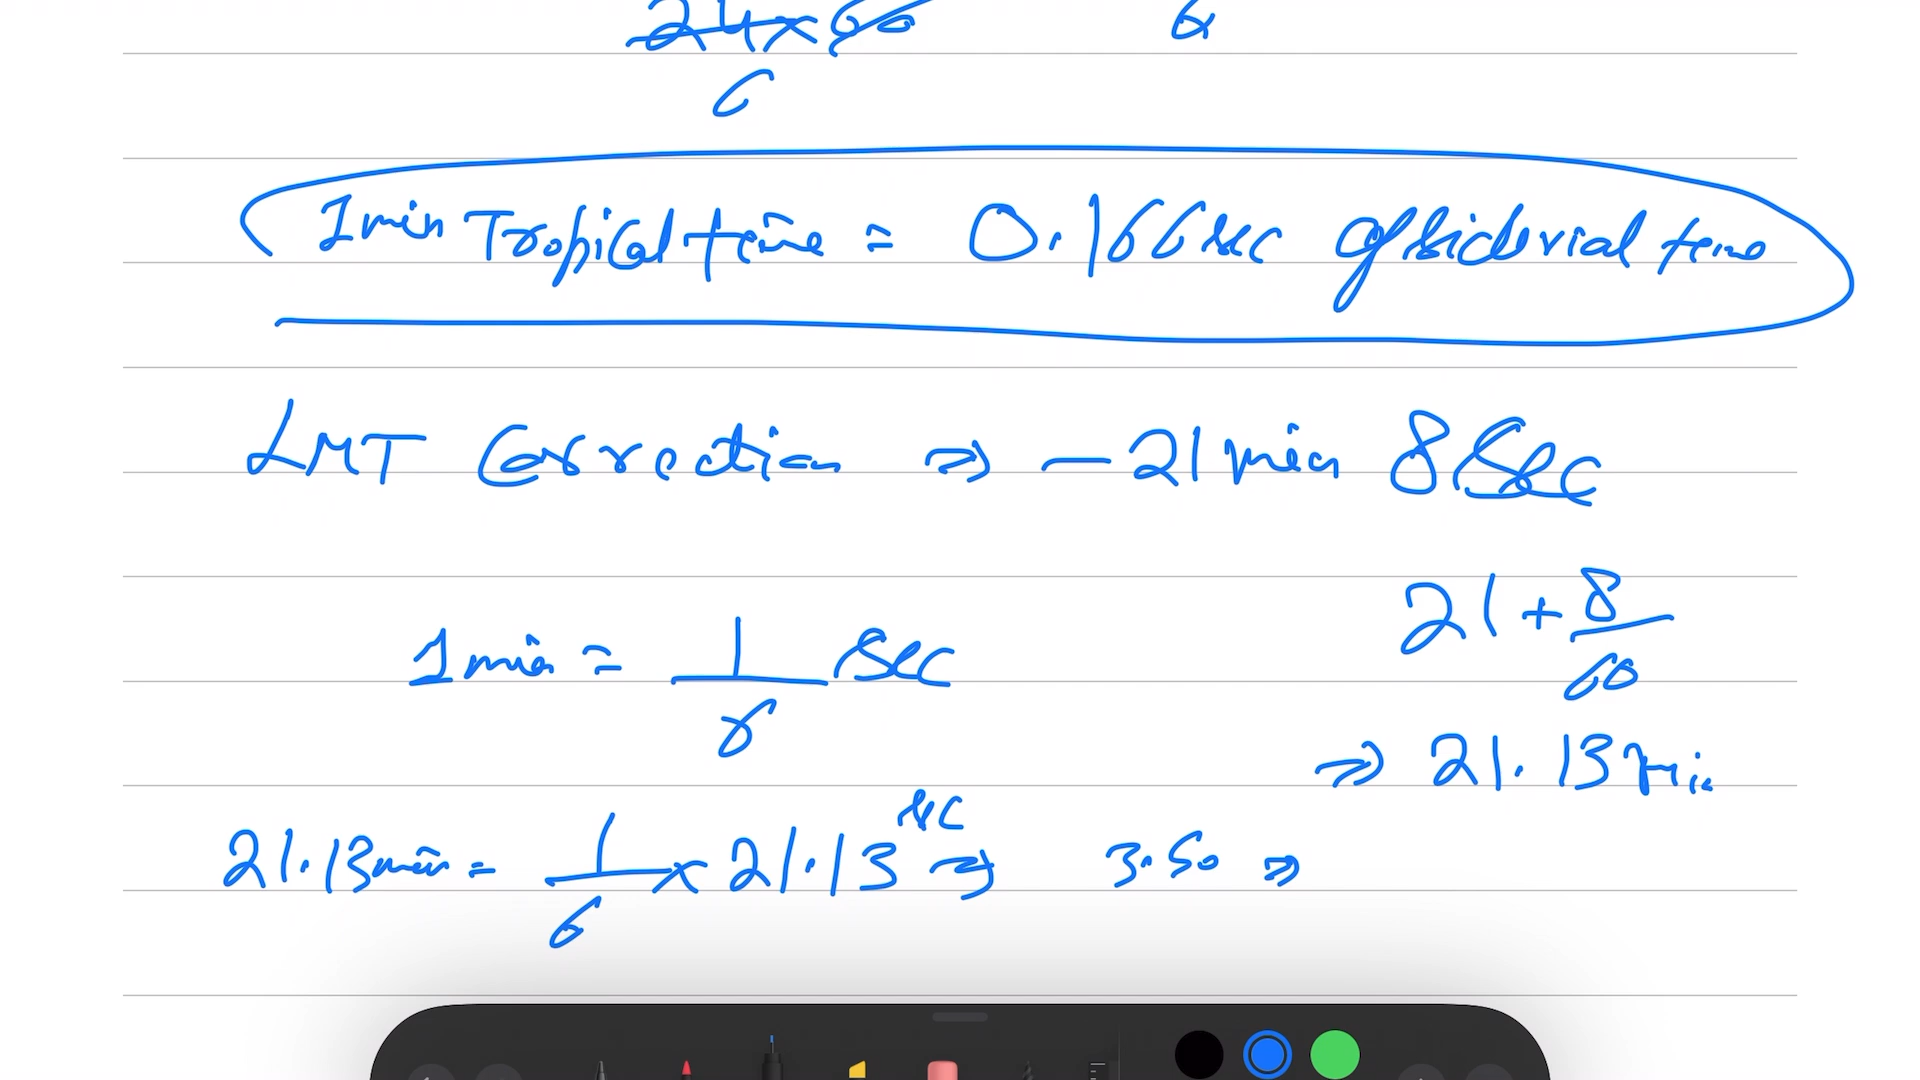 24×60
6
6
1 min Tropical time = 0.166 sec of siderial time
LMT Correction ⇒ – 21 min 8 Sec
21 + 8/60
1 min = 1/6 Sec
⇒ 21.13 min
21.13 min = 1/6 × 21.13 sec ⇒ 3.50 ⇒